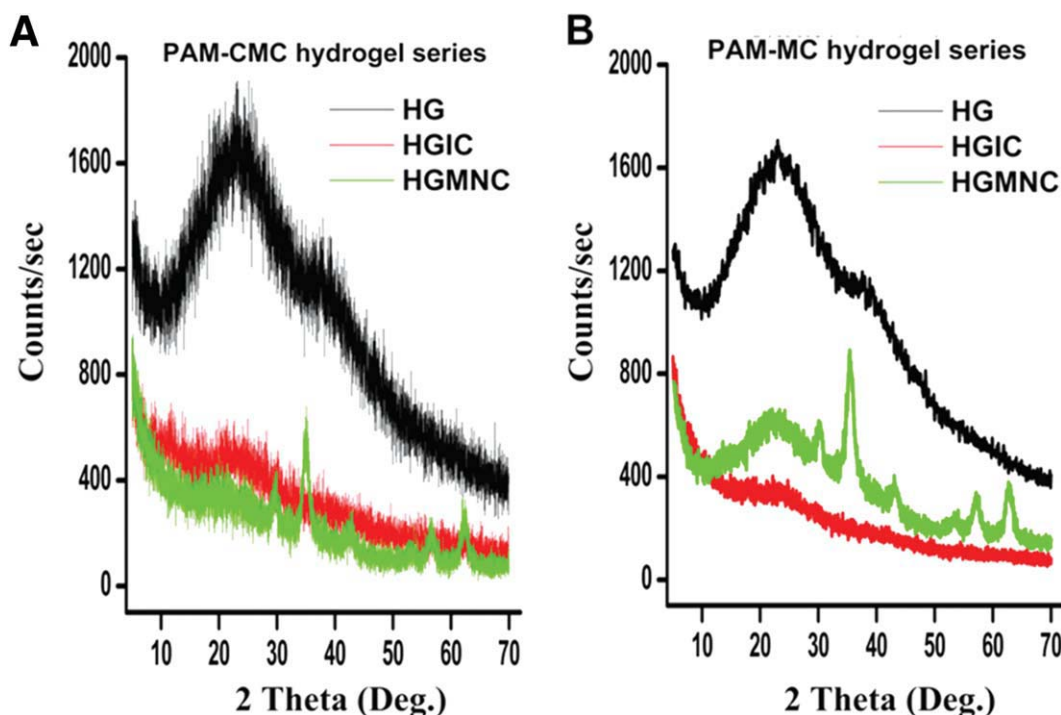 A
PAM-CMC hydrogel series
HG
HGIC
HGMNC
2000
1600
1200
800
400
0
Counts/sec
10 20 30 40 50 60 70
2 Theta (Deg.)
B
PAM-MC hydrogel series
HG
HGIC
HGMNC
2000
1600
1200
800
400
0
Counts/sec
10 20 30 40 50 60 70
2 Theta (Deg.)